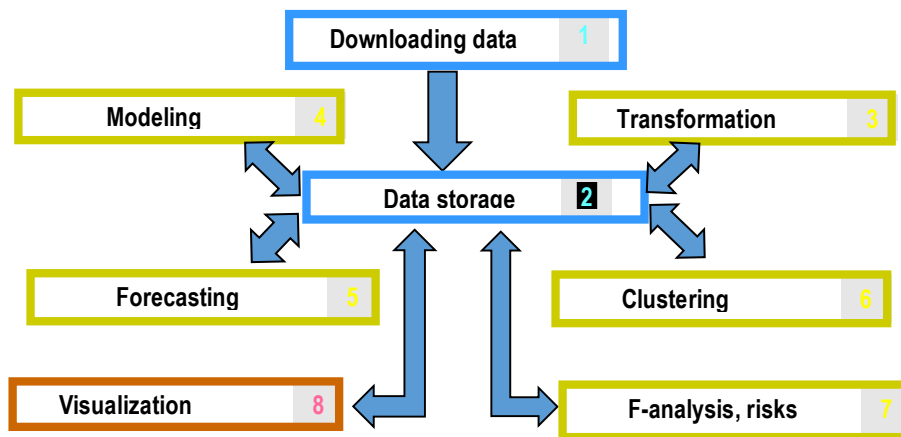 Downloading data 1
Modeling 4
Transformation 3
Data storage 2
Forecasting 5
Clustering 6
Visualization 8
F-analysis, risks 7